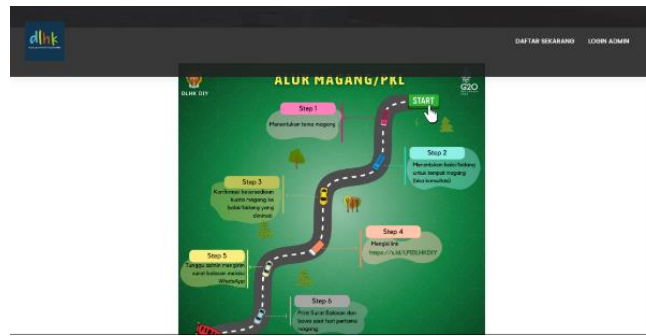 dlhk
DAFTAR SEKARANG LOGIN ADMIN
DLHK DIY
ALUR MAGANG/PKL
G20
START
Step 1
Menentukan tema magang
Step 2
Menentukan balai/bidang
untuk tempat magang
(bisa konsultasi)
Step 3
Konfirmasi ketersediaan
kuota magang ke
balai/bidang yang
diminati
Step 4
Mengisi link
Step 5
Tunggu admin mengirim
surat balasan melalui
WhatsApp
Step 6
Print Surat Balasan dan
bawa saat hari pertama
magang